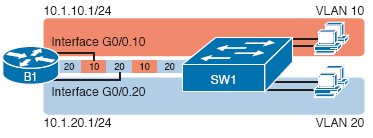 10.1.10.1/24 VLAN 10
Interface G0/0.10
B1 20 10 20 10 20 SW1
Interface G0/0.20
10.1.20.1/24 VLAN 20